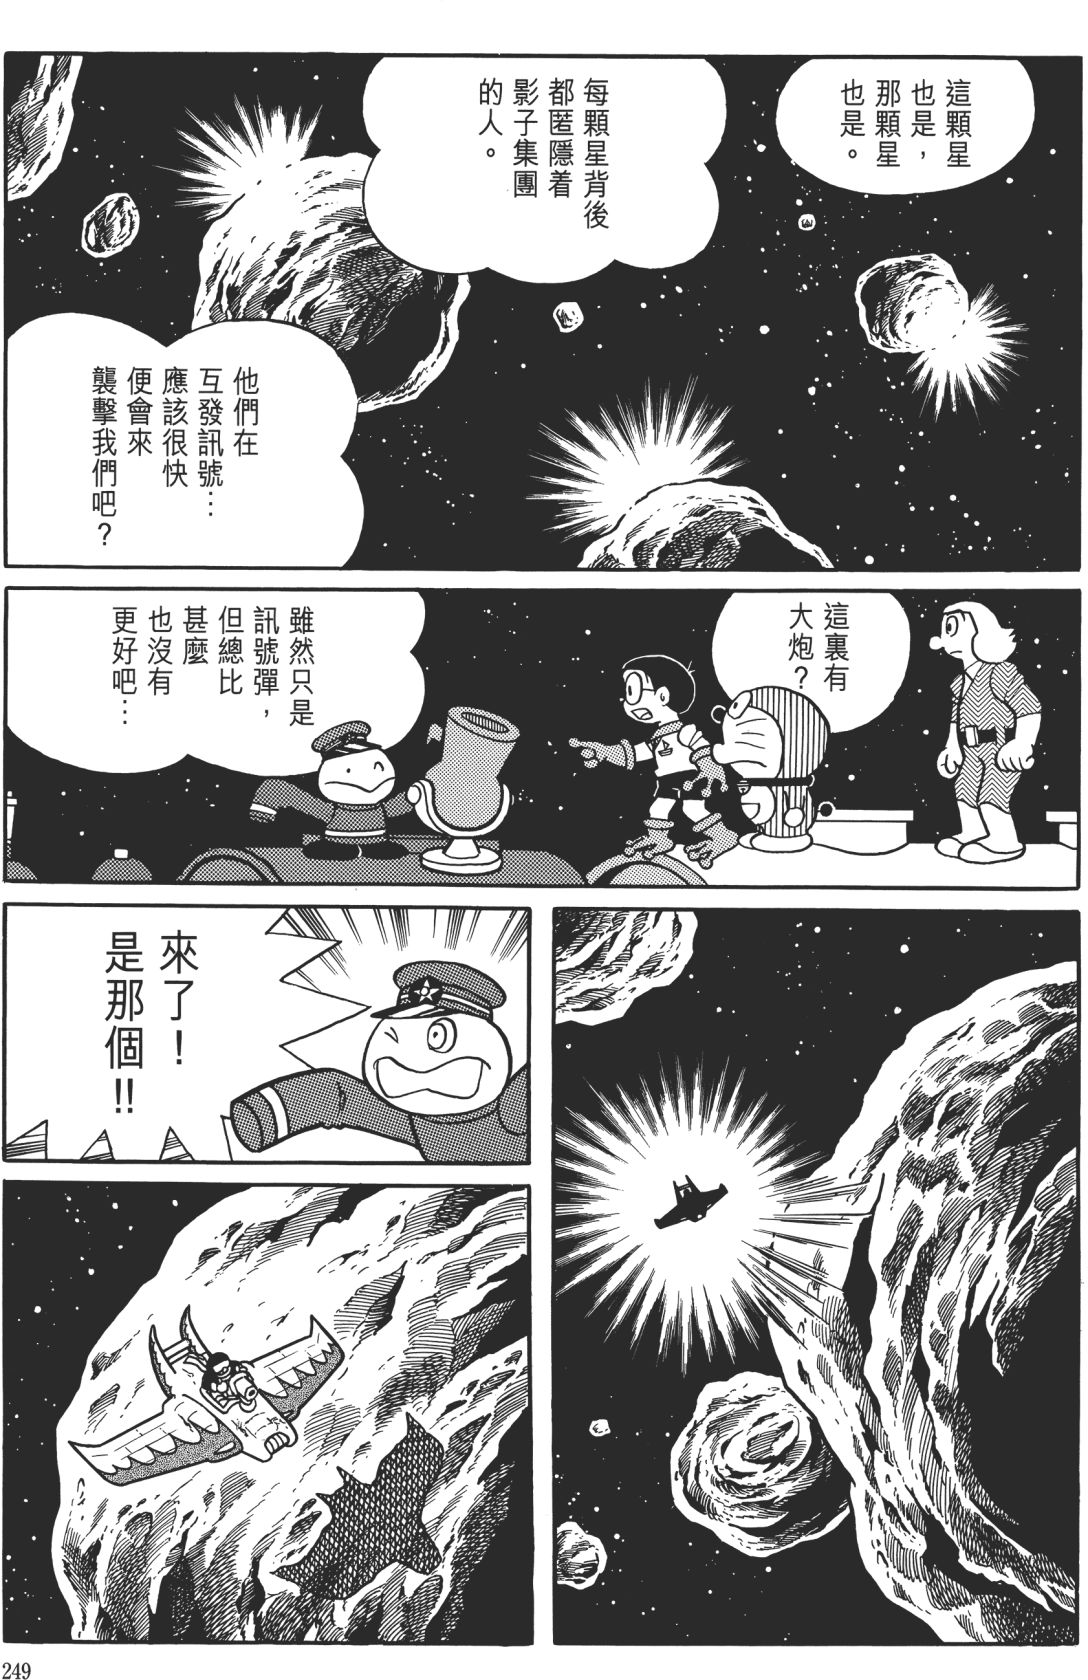 這顆星
也是，
那顆星
也是。
每顆星背後
都匿隱着
影子集團
的人。
他們在
互發訊號…
應該很快
便會來
襲擊我們吧？
這裏有
大炮？
雖然只是
訊號彈，
但總比
甚麼
也沒有
更好吧…
來了！
是那個!!
249